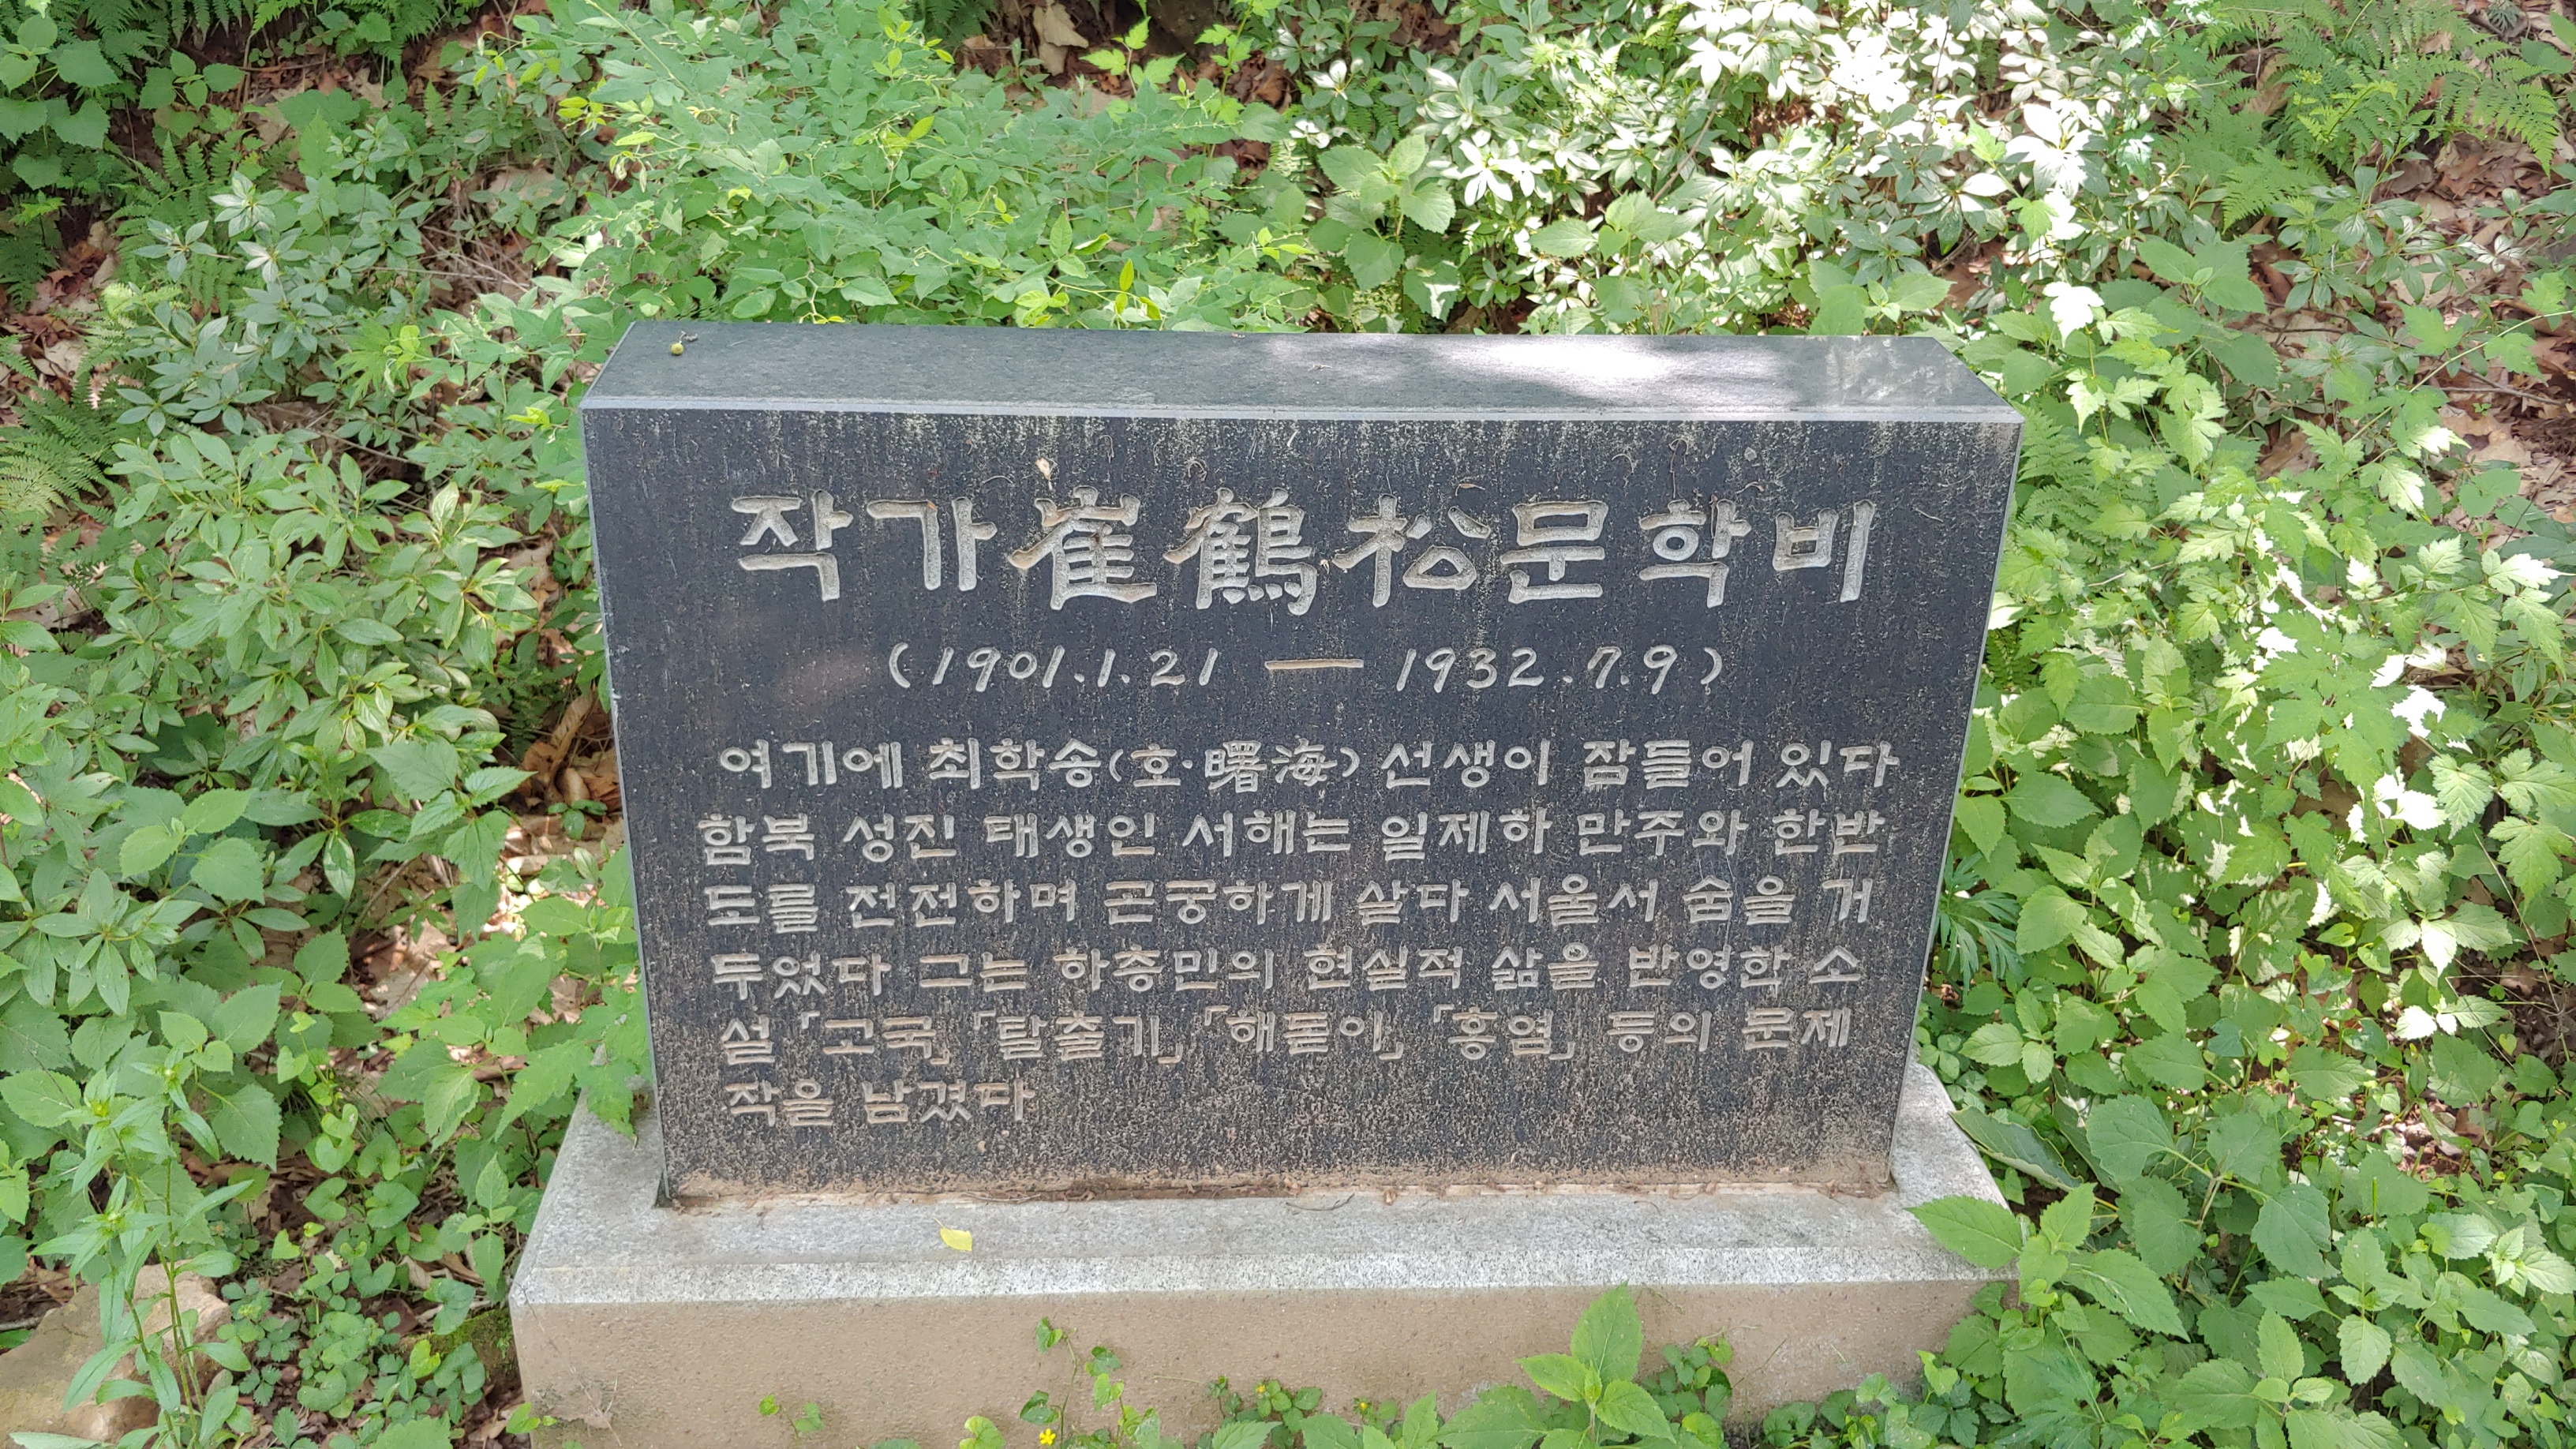 작가崔鶴松문학비
(1901.1.21 — 1932.7.9)
여기에 최학송(호·曙海) 선생이 잠들어 있다
함북 성진 태생인 서해는 일제하 만주와 한반
도를 전전하며 곤궁하게 살다 서울서 숨을 거
두었다 그는 하층민의 현실적 삶을 반영한 소
설「고국」「탈출기」「해돋이」「홍염」등의 문제
작을 남겼다